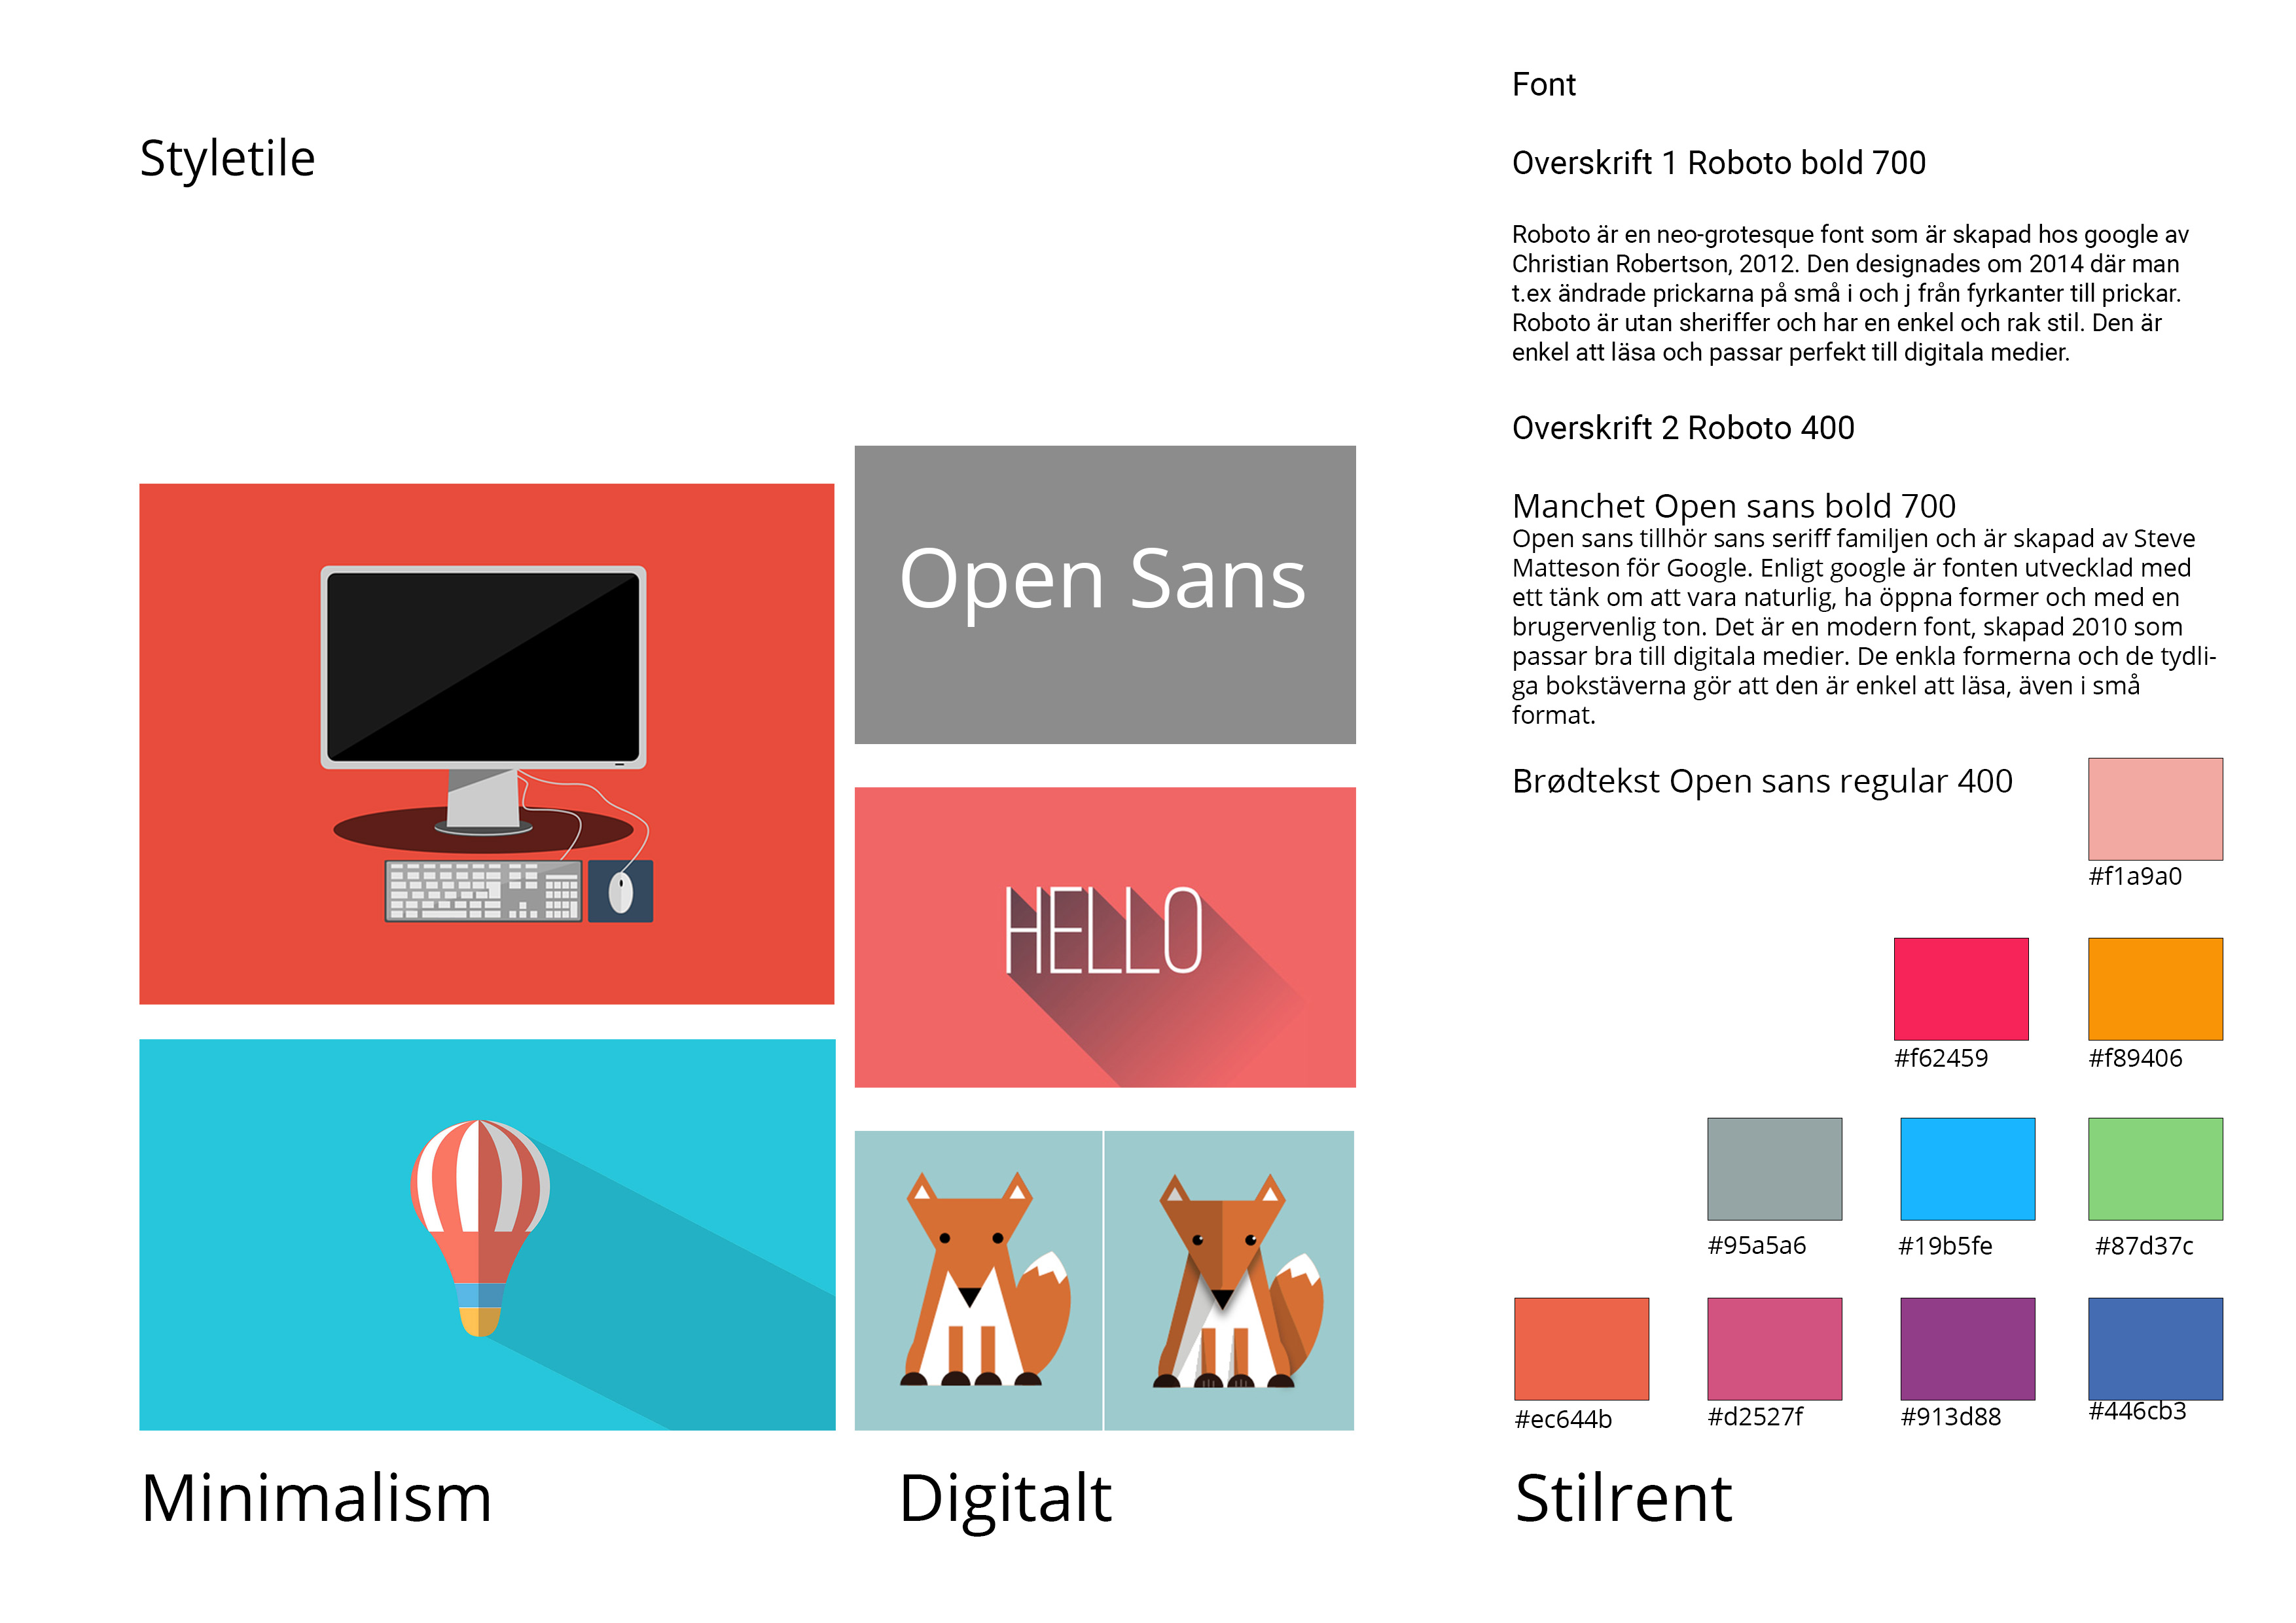 Styletile
Open Sans
HELLO
Minimalism
Digitalt
Font
Overskrift 1 Roboto bold 700
Roboto är en neo-grotesque font som är skapad hos google av
Christian Robertson, 2012. Den designades om 2014 där man
t.ex ändrade prickarna på små i och j från fyrkanter till prickar.
Roboto är utan sheriffer och har en enkel och rak stil. Den är
enkel att läsa och passar perfekt till digitala medier.
Overskrift 2 Roboto 400
Manchet Open sans bold 700
Open sans tillhör sans seriff familjen och är skapad av Steve
Matteson för Google. Enligt google är fonten utvecklad med
ett tänk om att vara naturlig, ha öppna former och med en
brugervenlig ton. Det är en modern font, skapad 2010 som
passar bra till digitala medier. De enkla formerna och de tydli-
ga bokstäverna gör att den är enkel att läsa, även i små
format.
Brødtekst Open sans regular 400
#f1a9a0
#f62459 #f89406
#95a5a6 #19b5fe #87d37c
#ec644b #d2527f #913d88 #446cb3
Stilrent